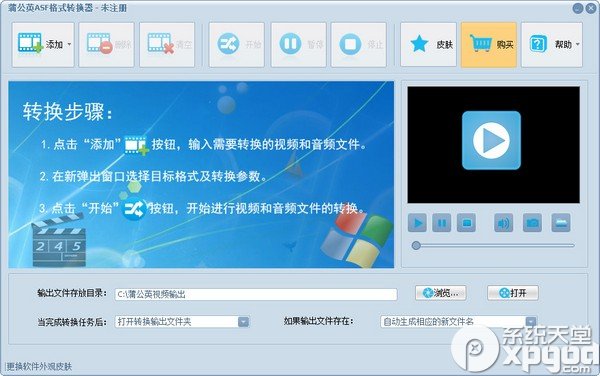 蒲公英ASF格式转换器 - 未注册
添加 删除 清空 开始 暂停 停止 皮肤 购买 帮助
转换步骤：
1. 点击“添加” 按钮，输入需要转换的视频和音频文件。
2. 在新弹出窗口选择目标格式及转换参数。
3. 点击“开始” 按钮，开始进行视频和音频文件的转换。
2 4 5
输出文件存放目录： C:\蒲公英视频输出 浏览... 打开
当完成转换任务后： 打开转换输出文件夹 如果输出文件存在： 自动生成相应的新文件名
更换软件外观皮肤
系统天堂
xpgod.com